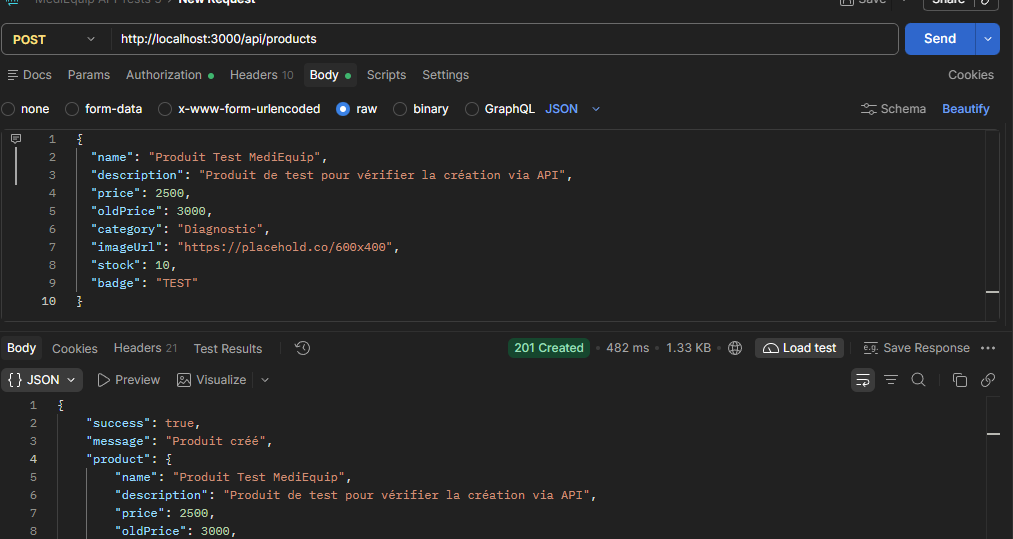 MediEquip API Tests 3 > New Request Save Share
POST http://localhost:3000/api/products Send
Docs Params Authorization Headers 10 Body Scripts Settings Cookies
none form-data x-www-form-urlencoded raw binary GraphQL JSON Schema Beautify
1 {
2 "name": "Produit Test MediEquip",
3 "description": "Produit de test pour vérifier la création via API",
4 "price": 2500,
5 "oldPrice": 3000,
6 "category": "Diagnostic",
7 "imageUrl": "https://placehold.co/600x400",
8 "stock": 10,
9 "badge": "TEST"
10 }
Body Cookies Headers 21 Test Results 201 Created • 482 ms • 1.33 KB • Load test e.g. Save Response
{} JSON Preview Visualize
1 {
2 "success": true,
3 "message": "Produit créé",
4 "product": {
5 "name": "Produit Test MediEquip",
6 "description": "Produit de test pour vérifier la création via API",
7 "price": 2500,
8 "oldPrice": 3000,